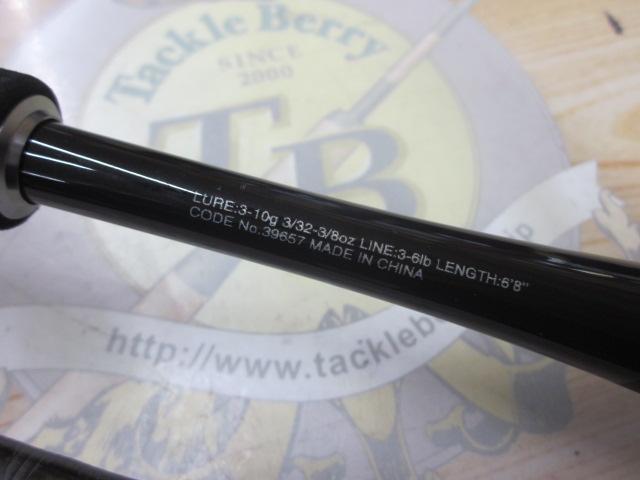 Tackle Berry
SINCE
2000
TB
LURE:3-10g 3/32-3/8oz LINE:3-6lb LENGTH:6'8"
CODE No.39657 MADE IN CHINA
http://www.tackleb